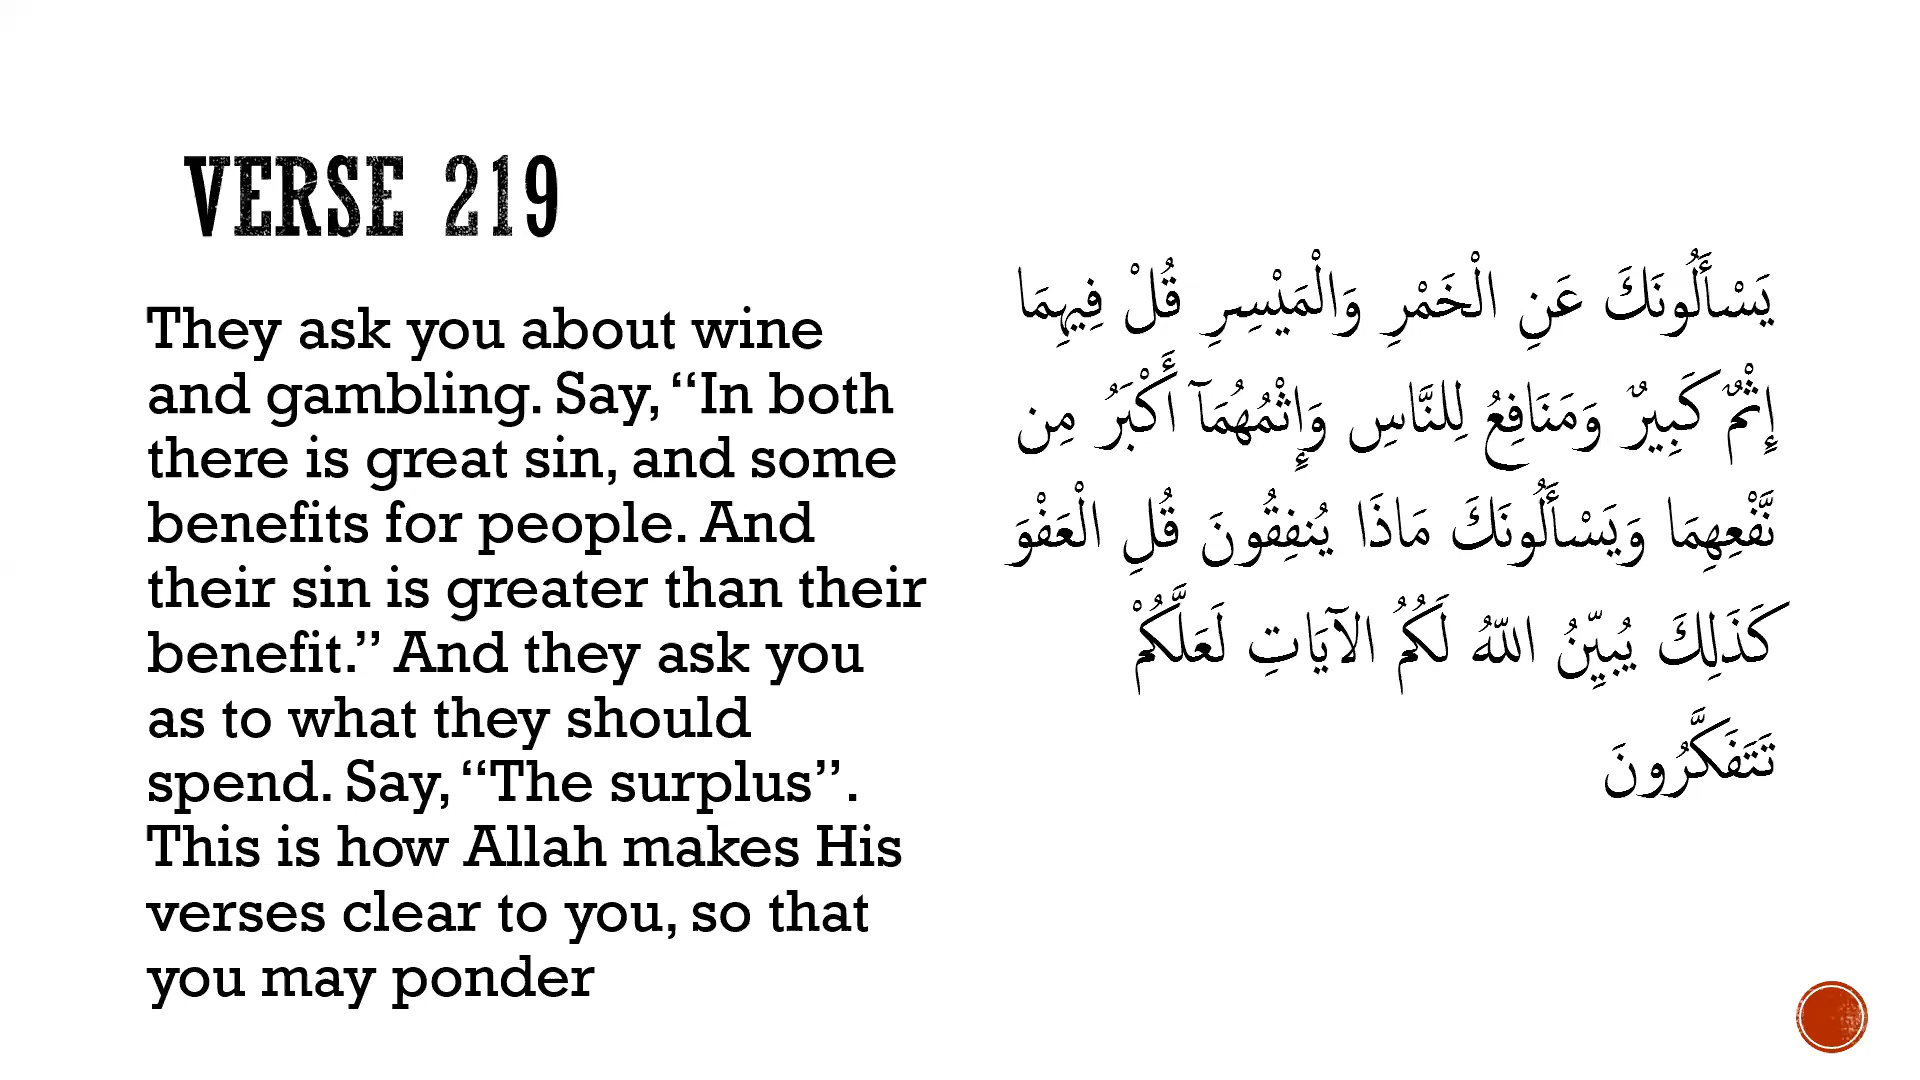 VERSE 219
They ask you about wine
and gambling. Say, “In both
there is great sin, and some
benefits for people. And
their sin is greater than their
benefit.” And they ask you
as to what they should
spend. Say, “The surplus”.
This is how Allah makes His
verses clear to you, so that
you may ponder
يَسْأَلُونَكَ عَنِ الْخَمْرِ وَالْمَيْسِرِ قُلْ فِيهِمَا
إِثْمٌ كَبِيرٌ وَمَنَافِعُ لِلنَّاسِ وَإِثْمُهُمَآ أَكْبَرُ مِن
نَّفْعِهِمَا وَيَسْأَلُونَكَ مَاذَا يُنفِقُونَ قُلِ الْعَفْوَ
كَذَلِكَ يُبيِّنُ اللّهُ لَكُمُ الآيَاتِ لَعَلَّكُمْ
تَتَفَكَّرُونَ